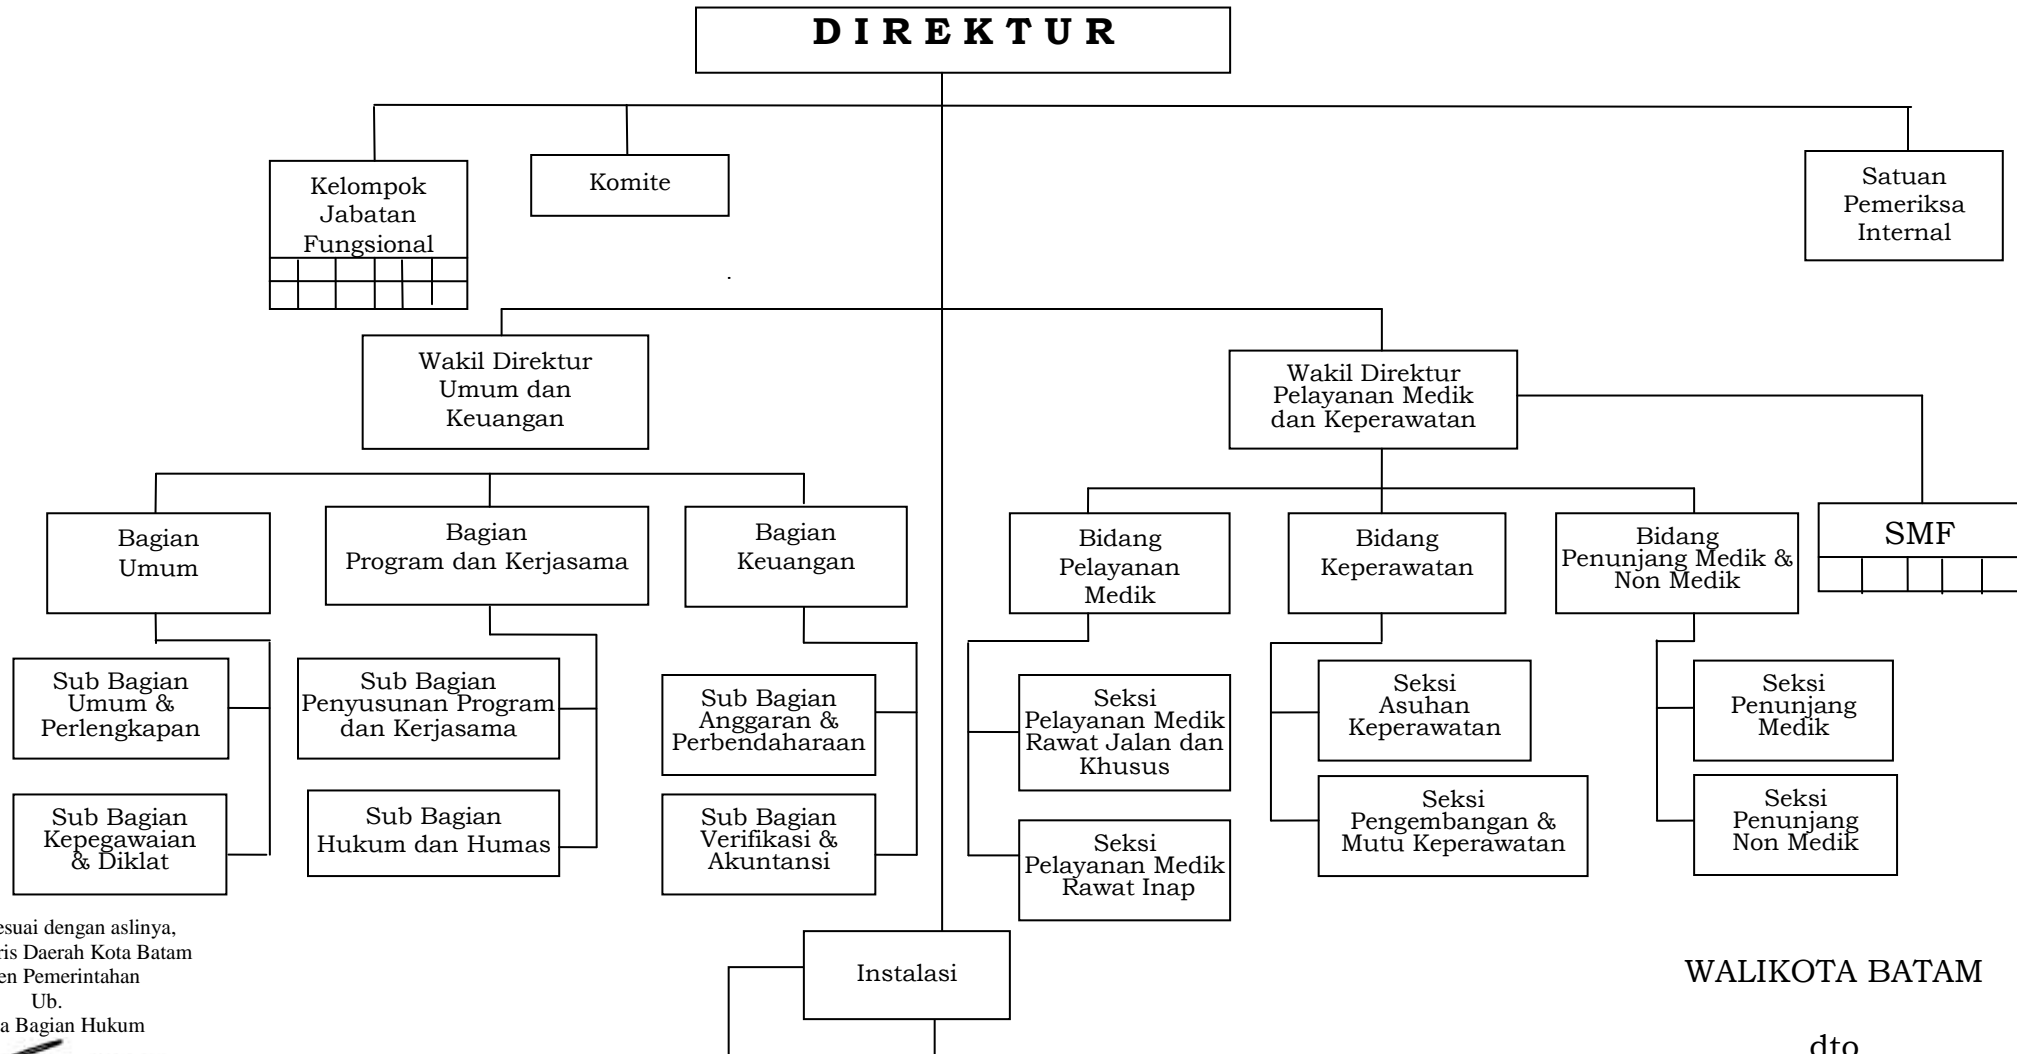 D I R E K T U R
Kelompok
Jabatan
Fungsional
Komite
Satuan
Pemeriksa
Internal
Wakil Direktur
Umum dan
Keuangan
Wakil Direktur
Pelayanan Medik
dan Keperawatan
Bagian
Umum
Bagian
Program dan Kerjasama
Bagian
Keuangan
Bidang
Pelayanan
Medik
Bidang
Keperawatan
Bidang
Penunjang Medik &
Non Medik
SMF
Sub Bagian
Umum &
Perlengkapan
Sub Bagian
Penyusunan Program
dan Kerjasama
Sub Bagian
Anggaran &
Perbendaharaan
Seksi
Pelayanan Medik
Rawat Jalan dan
Khusus
Seksi
Asuhan
Keperawatan
Seksi
Penunjang
Medik
Sub Bagian
Kepegawaian
& Diklat
Sub Bagian
Hukum dan Humas
Sub Bagian
Verifikasi &
Akuntansi
Seksi
Pelayanan Medik
Rawat Inap
Seksi
Pengembangan &
Mutu Keperawatan
Seksi
Penunjang
Non Medik
esuai dengan aslinya,
ris Daerah Kota Batam
en Pemerintahan
Ub.
a Bagian Hukum
Instalasi
WALIKOTA BATAM
dto